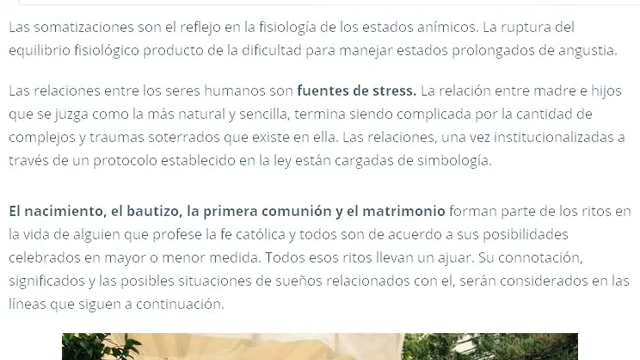 Las somatizaciones son el reflejo en la fisiología de los estados anímicos. La ruptura del
equilibrio fisiológico producto de la dificultad para manejar estados prolongados de angustia.
Las relaciones entre los seres humanos son fuentes de stress. La relación entre madre e hijos
que se juzga como la más natural y sencilla, termina siendo complicada por la cantidad de
complejos y traumas soterrados que existe en ella. Las relaciones, una vez institucionalizadas a
través de un protocolo establecido en la ley están cargadas de simbología.
El nacimiento, el bautizo, la primera comunión y el matrimonio forman parte de los ritos en
la vida de alguien que profese la fe católica y todos son de acuerdo a sus posibilidades
celebrados en mayor o menor medida. Todos esos ritos llevan un ajuar. Su connotación,
significados y las posibles situaciones de sueños relacionados con el, serán considerados en las
líneas que siguen a continuación.